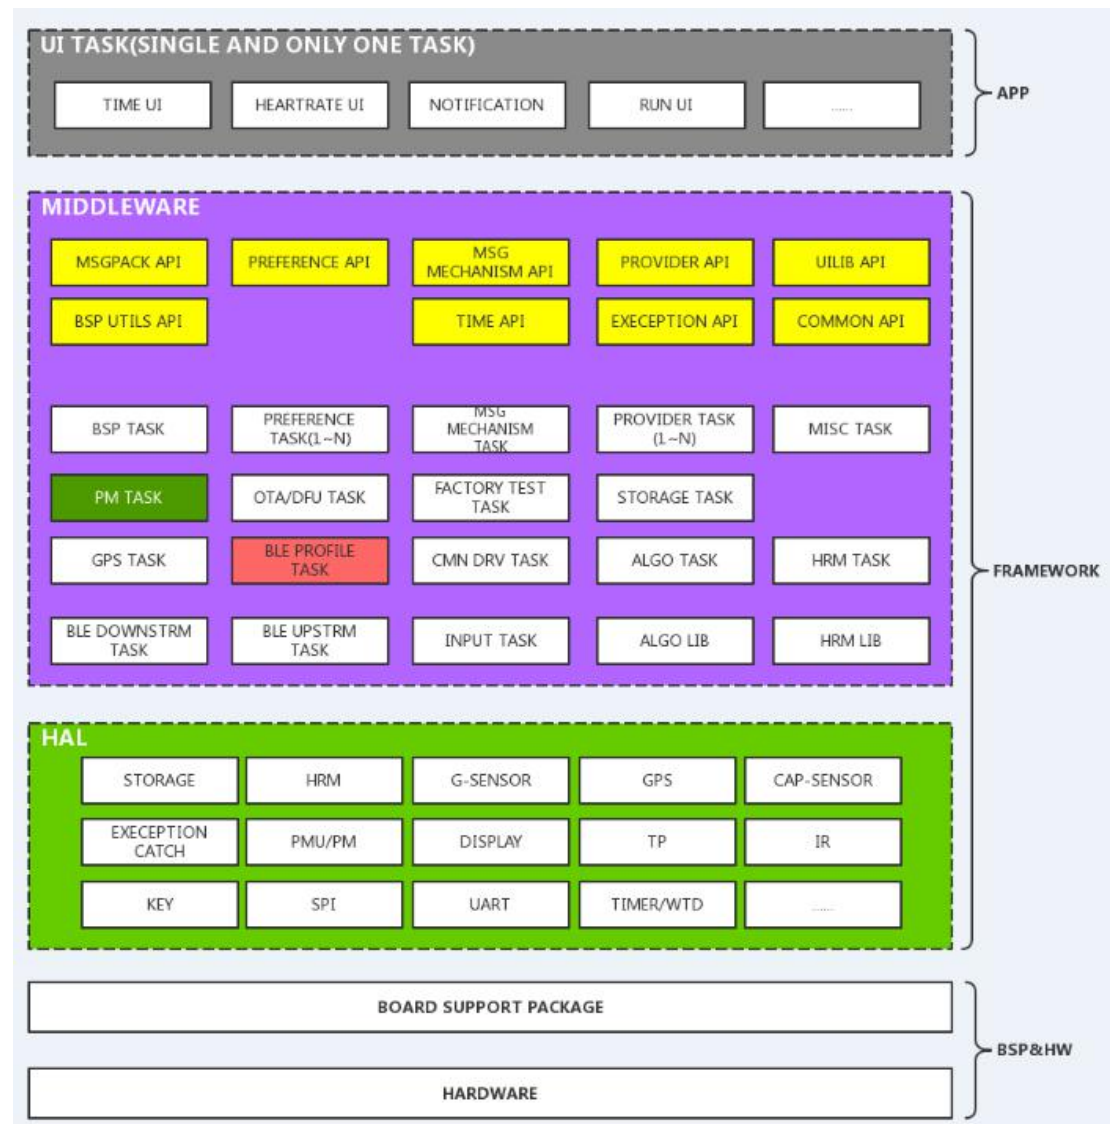 UI TASK(SINGLE AND ONLY ONE TASK)
TIME UI
HEARTRATE UI
NOTIFICATION
RUN UI
......
APP
MIDDLEWARE
MSGPACK API
PREFERENCE API
MSG
MECHANISM API
PROVIDER API
UILIB API
BSP UTILS API
TIME API
EXECEPTION API
COMMON API
BSP TASK
PREFERENCE
TASK(1~N)
MSG
MECHANISM
TASK
PROVIDER TASK
(1~N)
MISC TASK
PM TASK
OTA/DFU TASK
FACTORY TEST
TASK
STORAGE TASK
GPS TASK
BLE PROFILE
TASK
CMN DRV TASK
ALGO TASK
HRM TASK
FRAMEWORK
BLE DOWNSTRM
TASK
BLE UPSTRM
TASK
INPUT TASK
ALGO LIB
HRM LIB
HAL
STORAGE
HRM
G-SENSOR
GPS
CAP-SENSOR
EXECEPTION
CATCH
PMU/PM
DISPLAY
TP
IR
KEY
SPI
UART
TIMER/WTD
......
BOARD SUPPORT PACKAGE
BSP&HW
HARDWARE